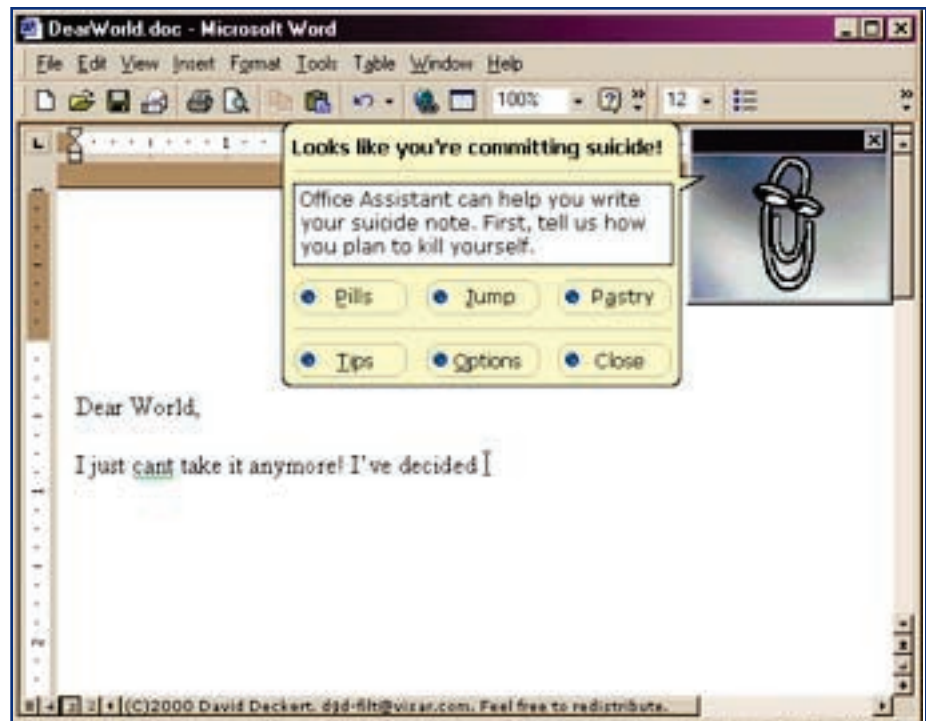 DearWorld.doc - Microsoft Word
File Edit View Insert Format Tools Table Window Help
100% 12
Looks like you're committing suicide!
Office Assistant can help you write
your suicide note. First, tell us how
you plan to kill yourself.
Pills Jump Pastry
Tips Options Close
Dear World,
I just cant take it anymore! I've decided
(C)2000 David Deckert. Feel free to redistribute.